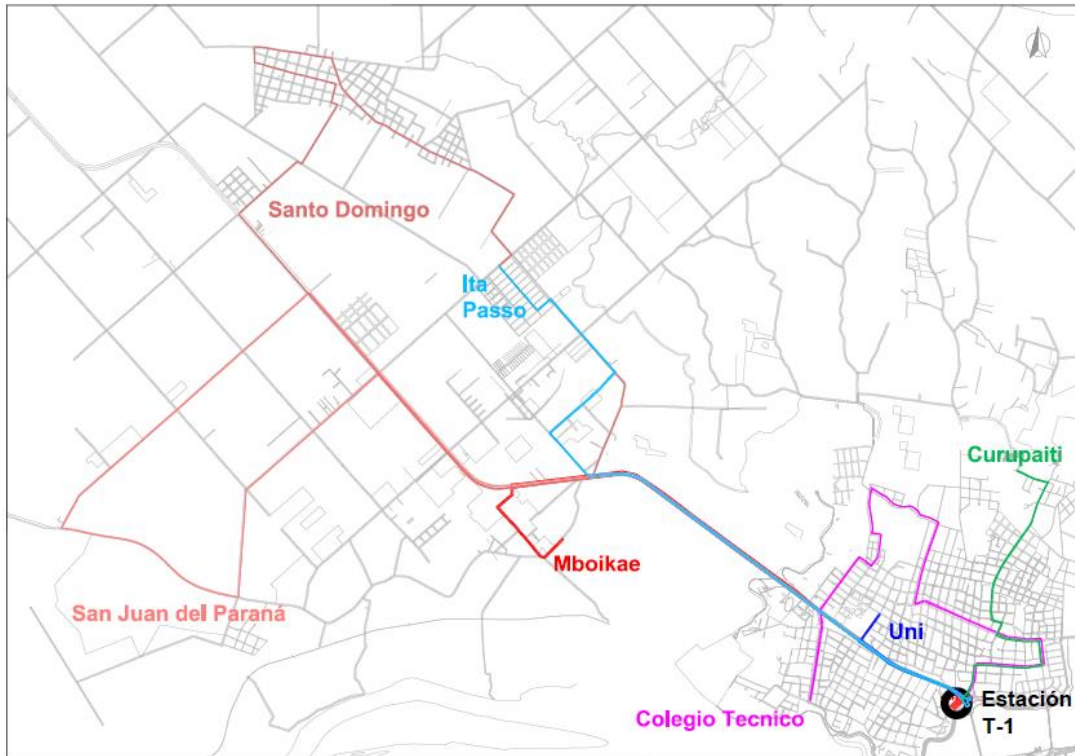 Santo Domingo
Ita
Passo
Curupaiti
Mboikae
San Juan del Paraná
Uni
Estación
T-1
Colegio Tecnico